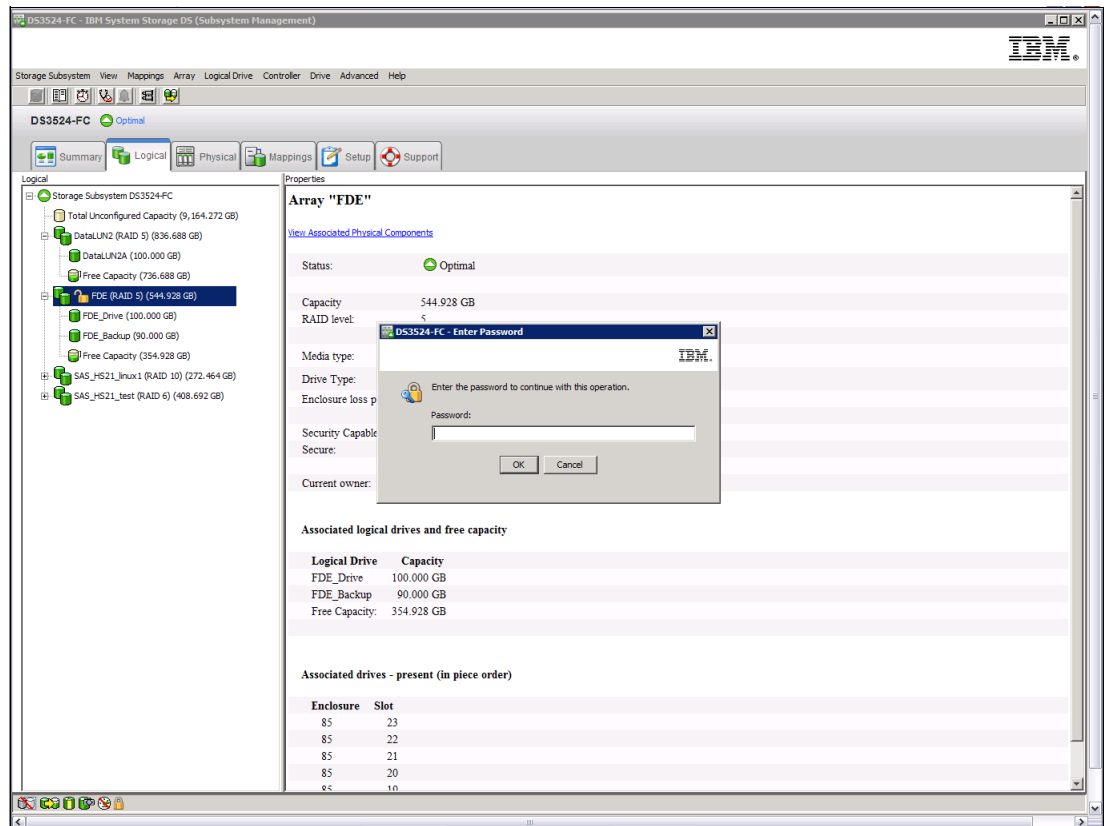 DS3524-FC - IBM System Storage DS (Subsystem Management)
IBM.
Storage Subsystem View Mappings Array Logical Drive Controller Drive Advanced Help
DS3524-FC Optimal
Summary Logical Physical Mappings Setup Support
Logical
Storage Subsystem DS3524-FC
Total Unconfigured Capacity (9,164.272 GB)
DataLUN2 (RAID 5) (836.688 GB)
DataLUN2A (100.000 GB)
Free Capacity (736.688 GB)
FDE (RAID 5) (544.928 GB)
FDE_Drive (100.000 GB)
FDE_Backup (90.000 GB)
Free Capacity (354.928 GB)
SAS_HS21_linux1 (RAID 10) (272.464 GB)
SAS_HS21_test (RAID 6) (408.692 GB)
Properties
Array "FDE"
View Associated Physical Components
Status: Optimal
Capacity 544.928 GB
RAID level: 5
Media type:
Drive Type:
Enclosure loss p
Security Capable
Secure:
Current owner:
DS3524-FC - Enter Password
IBM.
Enter the password to continue with this operation.
Password:
OK Cancel
Associated logical drives and free capacity
Logical Drive Capacity
FDE_Drive 100.000 GB
FDE_Backup 90.000 GB
Free Capacity: 354.928 GB
Associated drives - present (in piece order)
Enclosure Slot
85 23
85 22
85 21
85 20
85 19